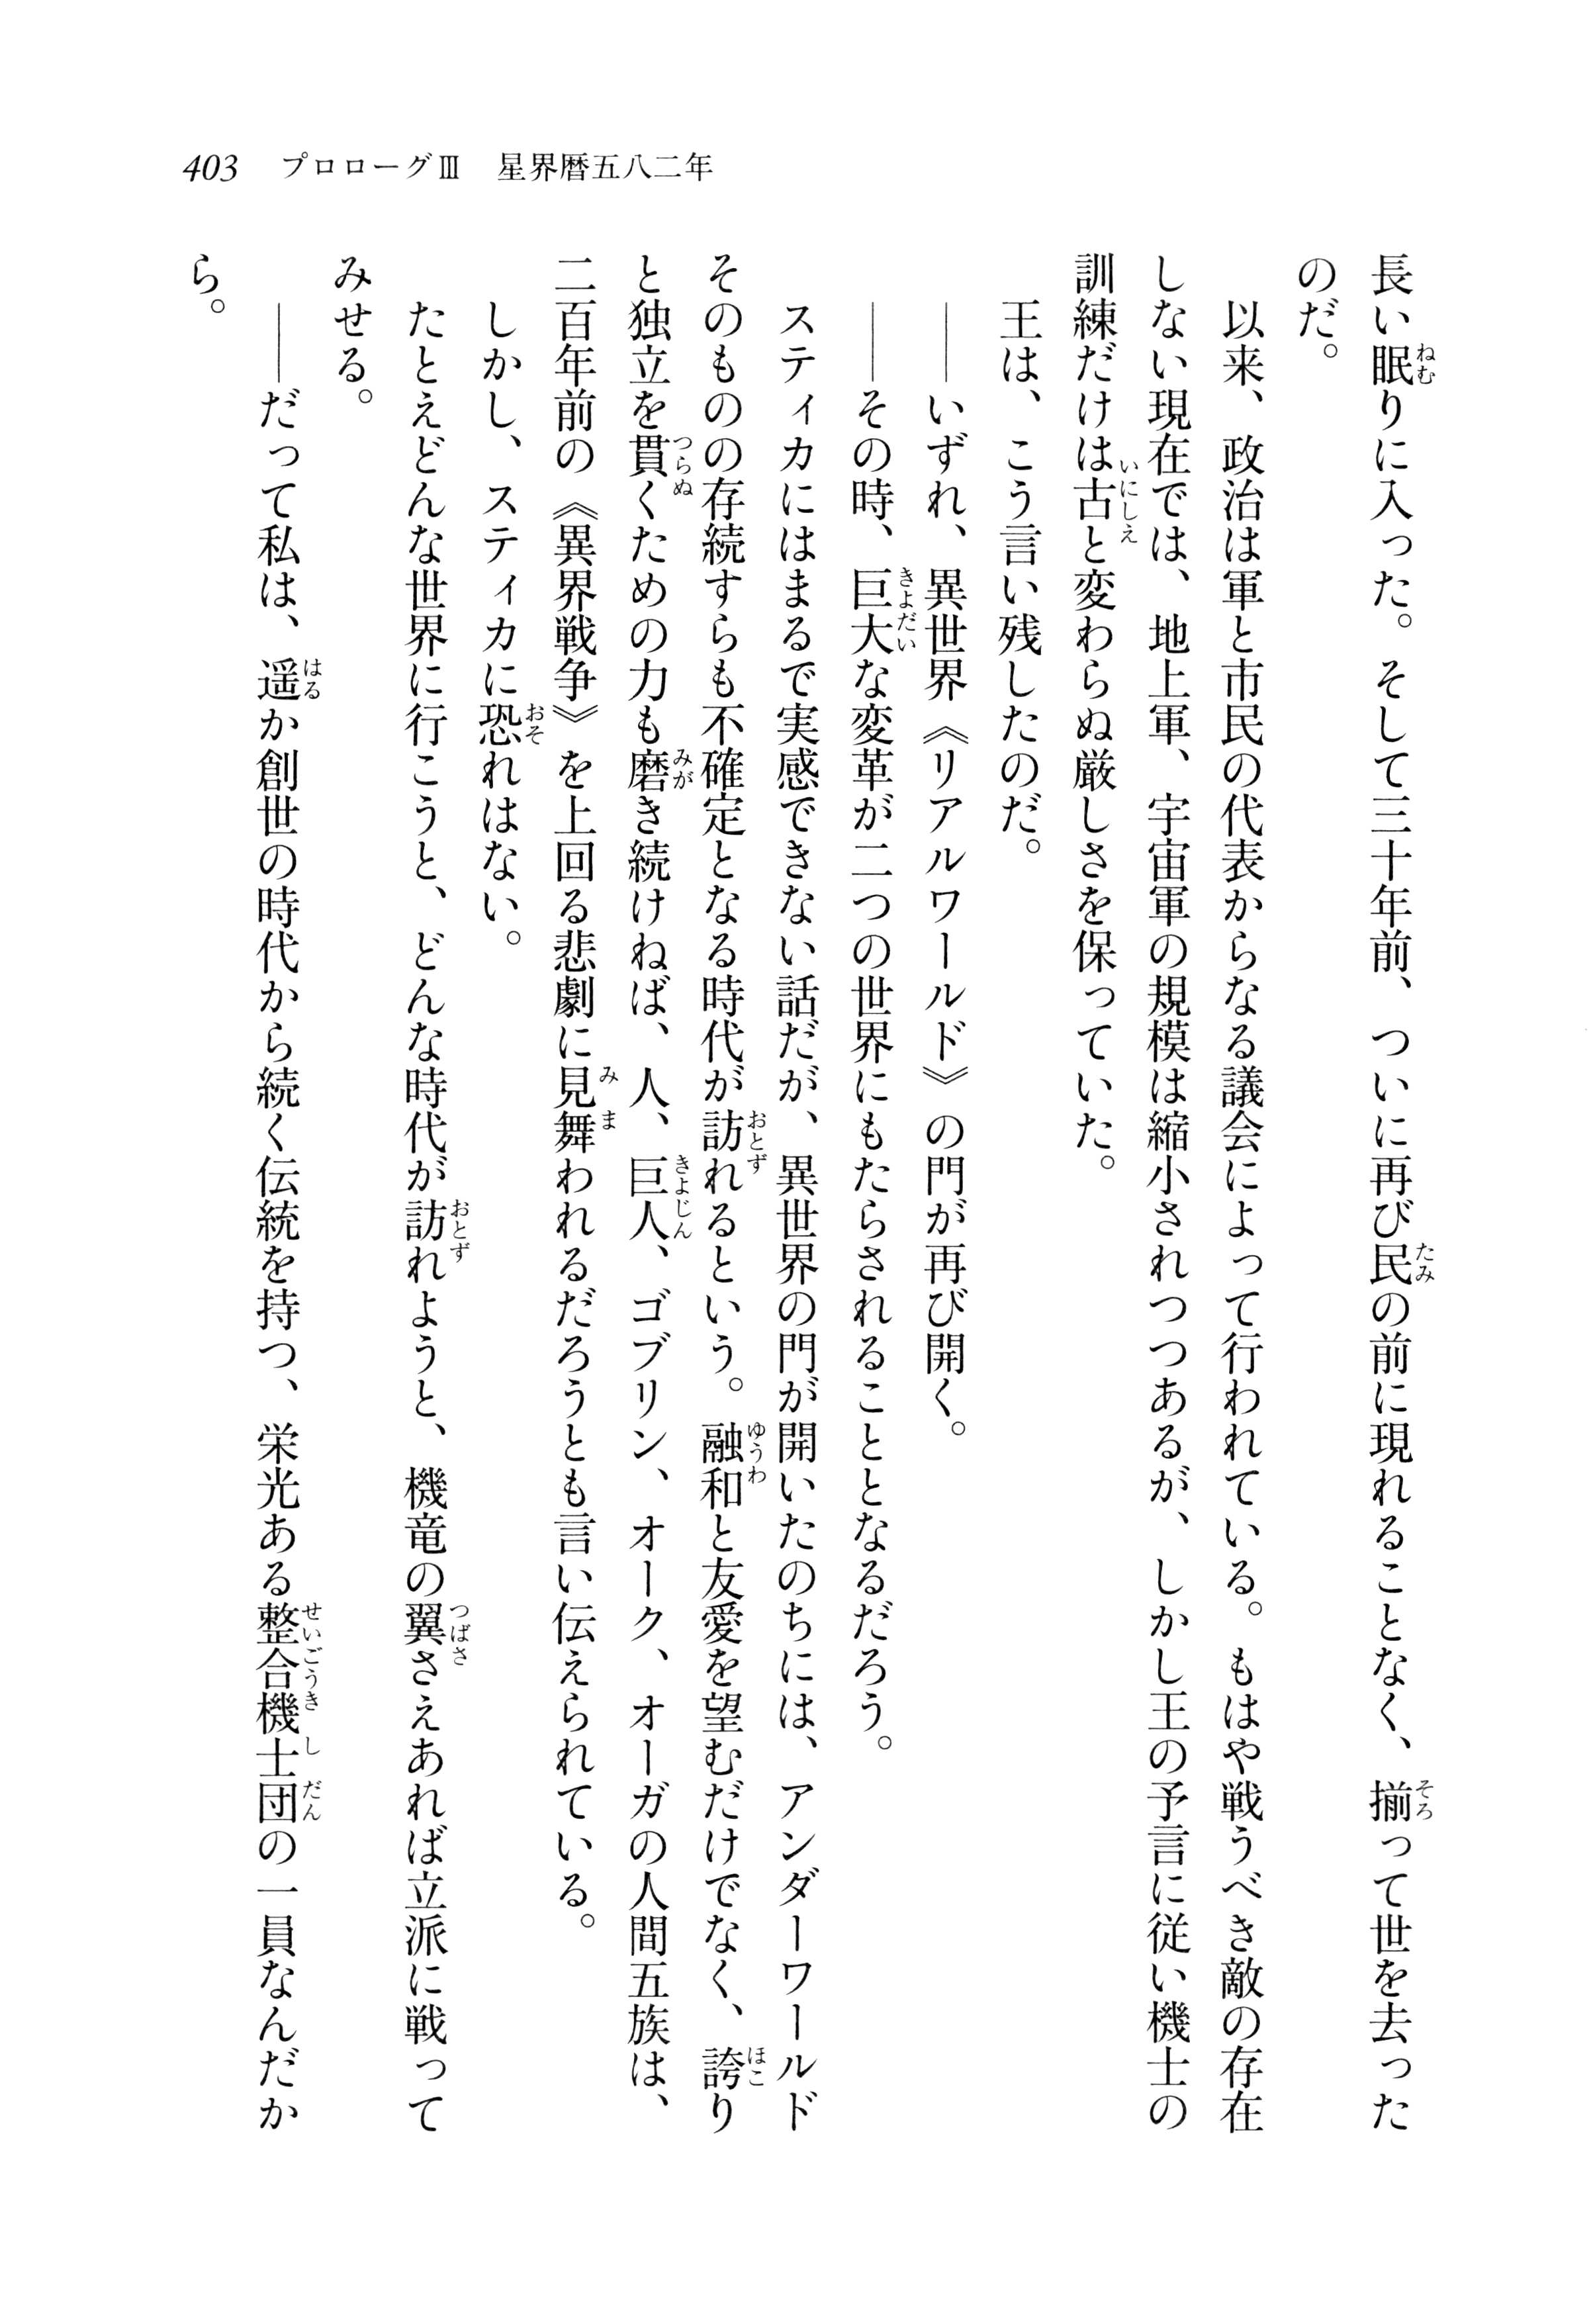 403　プロローグⅢ　星界暦五八二年
長い眠りに入った。そして三十年前、ついに再び民の前に現れることなく、揃って世を去った
のだ。
　以来、政治は軍と市民の代表からなる議会によって行われている。もはや戦うべき敵の存在
しない現在では、地上軍、宇宙軍の規模は縮小されつつあるが、しかし王の予言に従い機士の
訓練だけは古と変わらぬ厳しさを保っていた。
　王は、こう言い残したのだ。
　――いずれ、異世界《リアルワールド》の門が再び開く。
　――その時、巨大な変革が二つの世界にもたらされることとなるだろう。
　スティカにはまるで実感できない話だが、異世界の門が開いたのちには、アンダーワールド
そのものの存続すらも不確定となる時代が訪れるという。融和と友愛を望むだけでなく、誇り
と独立を貫くための力も磨き続けねば、人、巨人、ゴブリン、オーク、オーガの人間五族は、
二百年前の《異界戦争》を上回る悲劇に見舞われるだろうとも言い伝えられている。
　しかし、スティカに恐れはない。
　たとえどんな世界に行こうと、どんな時代が訪れようと、機竜の翼さえあれば立派に戦って
みせる。
　――だって私は、遥か創世の時代から続く伝統を持つ、栄光ある整合機士団の一員なんだか
ら。